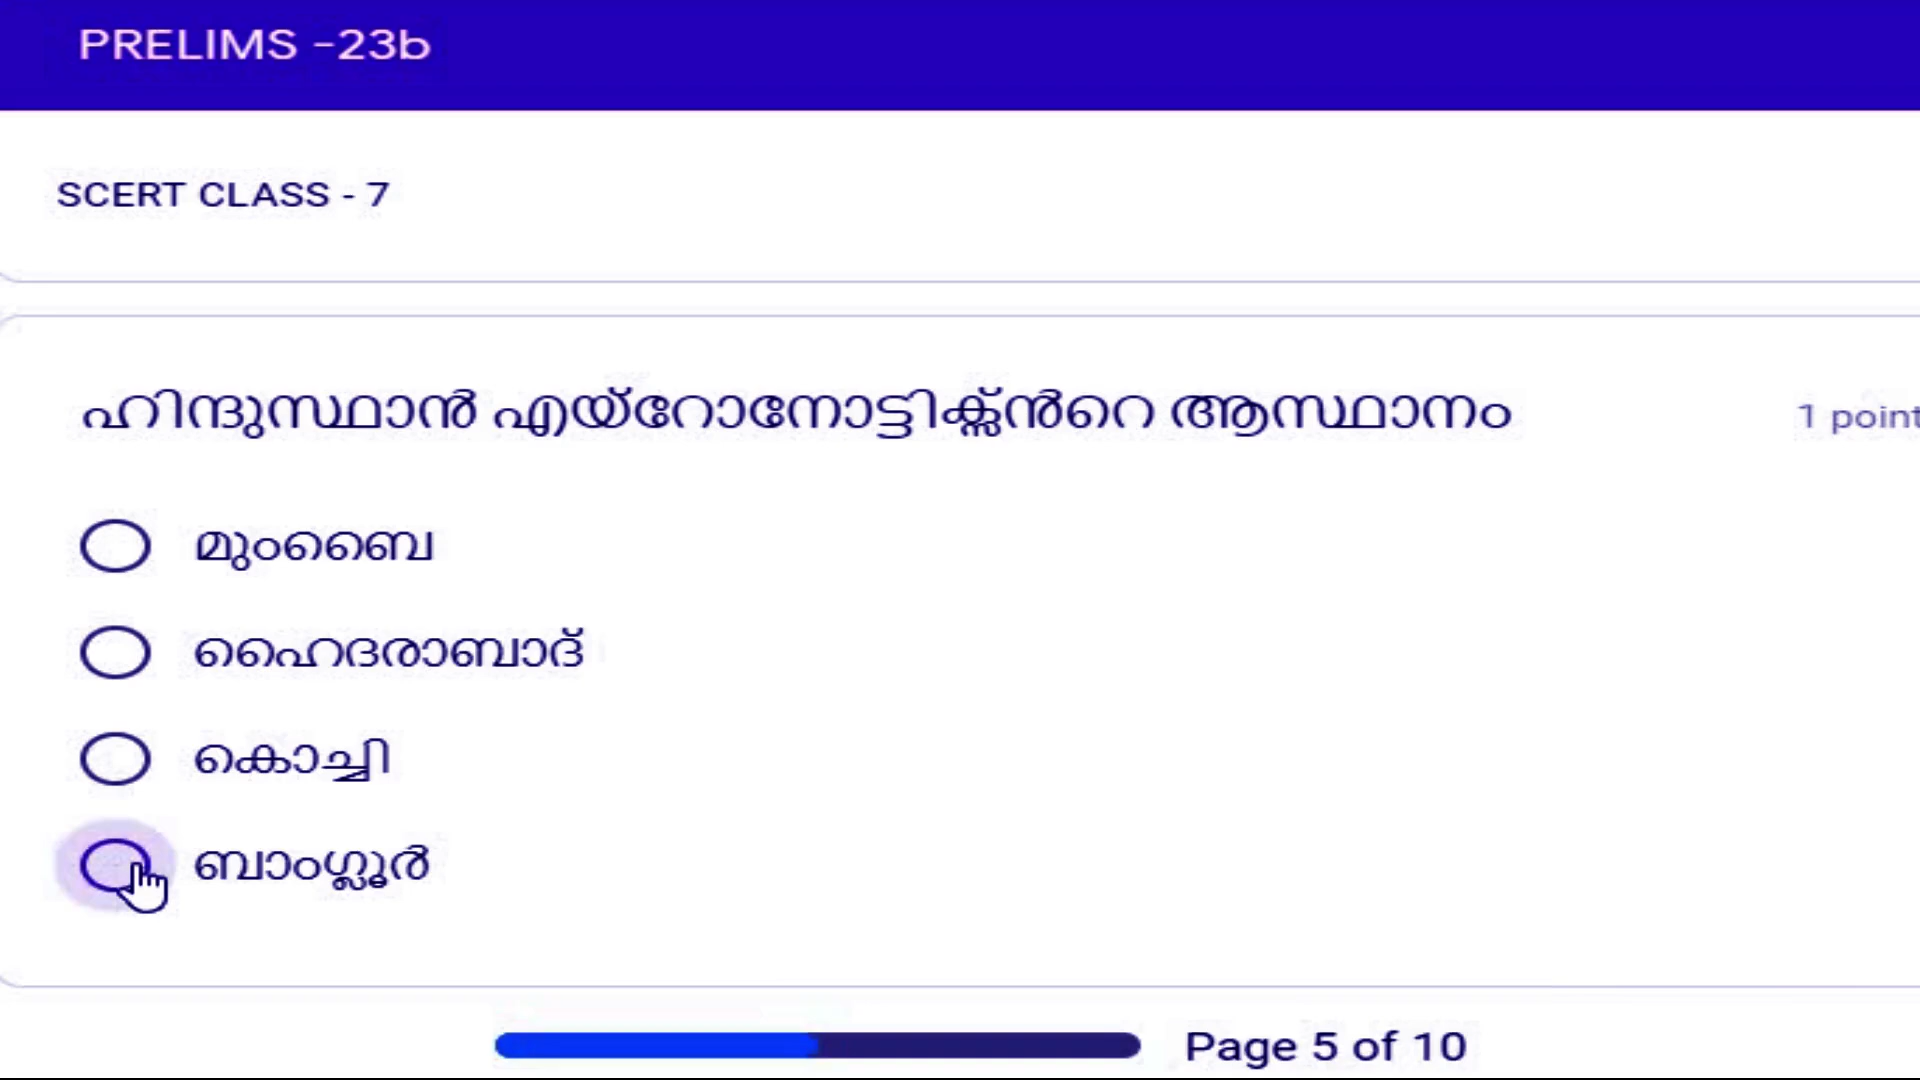 PRELIMS -23b
SCERT CLASS - 7
ഹിന്ദുസ്ഥാൻ എയ്റോനോട്ടിക്സ്ൻറെ ആസ്ഥാനം
1 point
മുംബൈ
ഹൈദരാബാദ്
കൊച്ചി
ബാംഗ്ലൂർ
Page 5 of 10